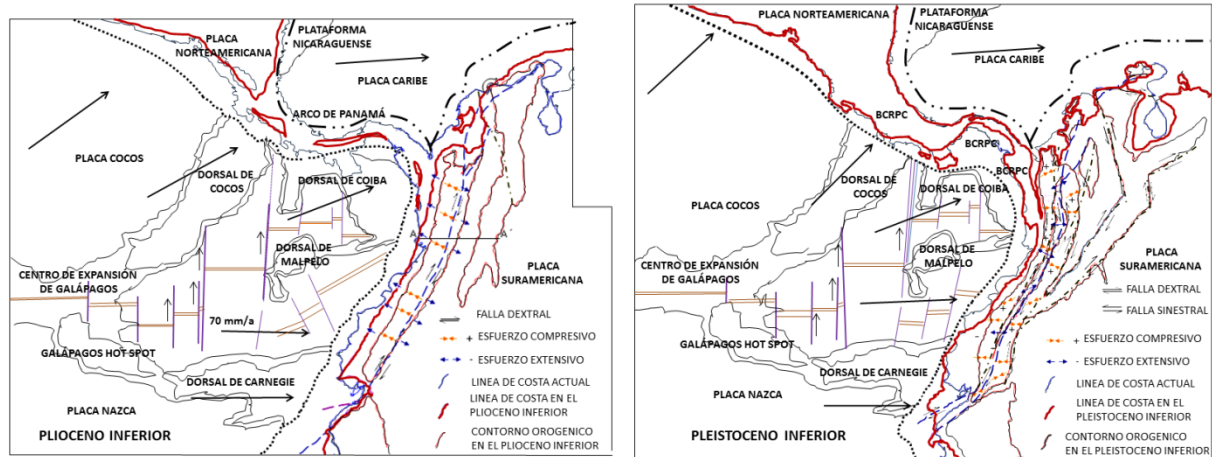 PLACA
NORTEAMERICANA
PLATAFORMA
NICARAGUENSE
PLACA CARIBE
ARCO DE PANAMÁ
PLACA COCOS
DORSAL DE
COCOS
DORSAL DE COIBA
A
A'
DORSAL DE
MALPELO
CENTRO DE EXPANSIÓN
DE GALÁPAGOS
PLACA
SURAMERICANA
70 mm/a
GALÁPAGOS HOT SPOT
DORSAL DE CARNEGIE
PLACA NAZCA
PLIOCENO INFERIOR
FALLA DEXTRAL
+ ESFUERZO COMPRESIVO
- ESFUERZO EXTENSIVO
LINEA DE COSTA ACTUAL
LINEA DE COSTA EN EL
PLIOCENO INFERIOR
CONTORNO OROGENICO
EN EL PLIOCENO INFERIOR
PLACA NORTEAMERICANA
PLATAFORMA
NICARAGUENSE
PLACA CARIBE
BCRPC
BCRPC
BCRPC
PLACA COCOS
DORSAL DE
COCOS
DORSAL DE COIBA
DORSAL DE
MALPELO
CENTRO DE EXPANSIÓN
DE GALÁPAGOS
PLACA
SURAMERICANA
GALÁPAGOS HOT SPOT
DORSAL DE CARNEGIE
PLACA NAZCA
PLEISTOCENO INFERIOR
FALLA DEXTRAL
FALLA SINESTRAL
+ ESFUERZO COMPRESIVO
- ESFUERZO EXTENSIVO
LINEA DE COSTA ACTUAL
LINEA DE COSTA EN EL
PLEISTOCENO INFERIOR
CONTORNO OROGENICO
EN EL PLEISTOCENO INFERIOR